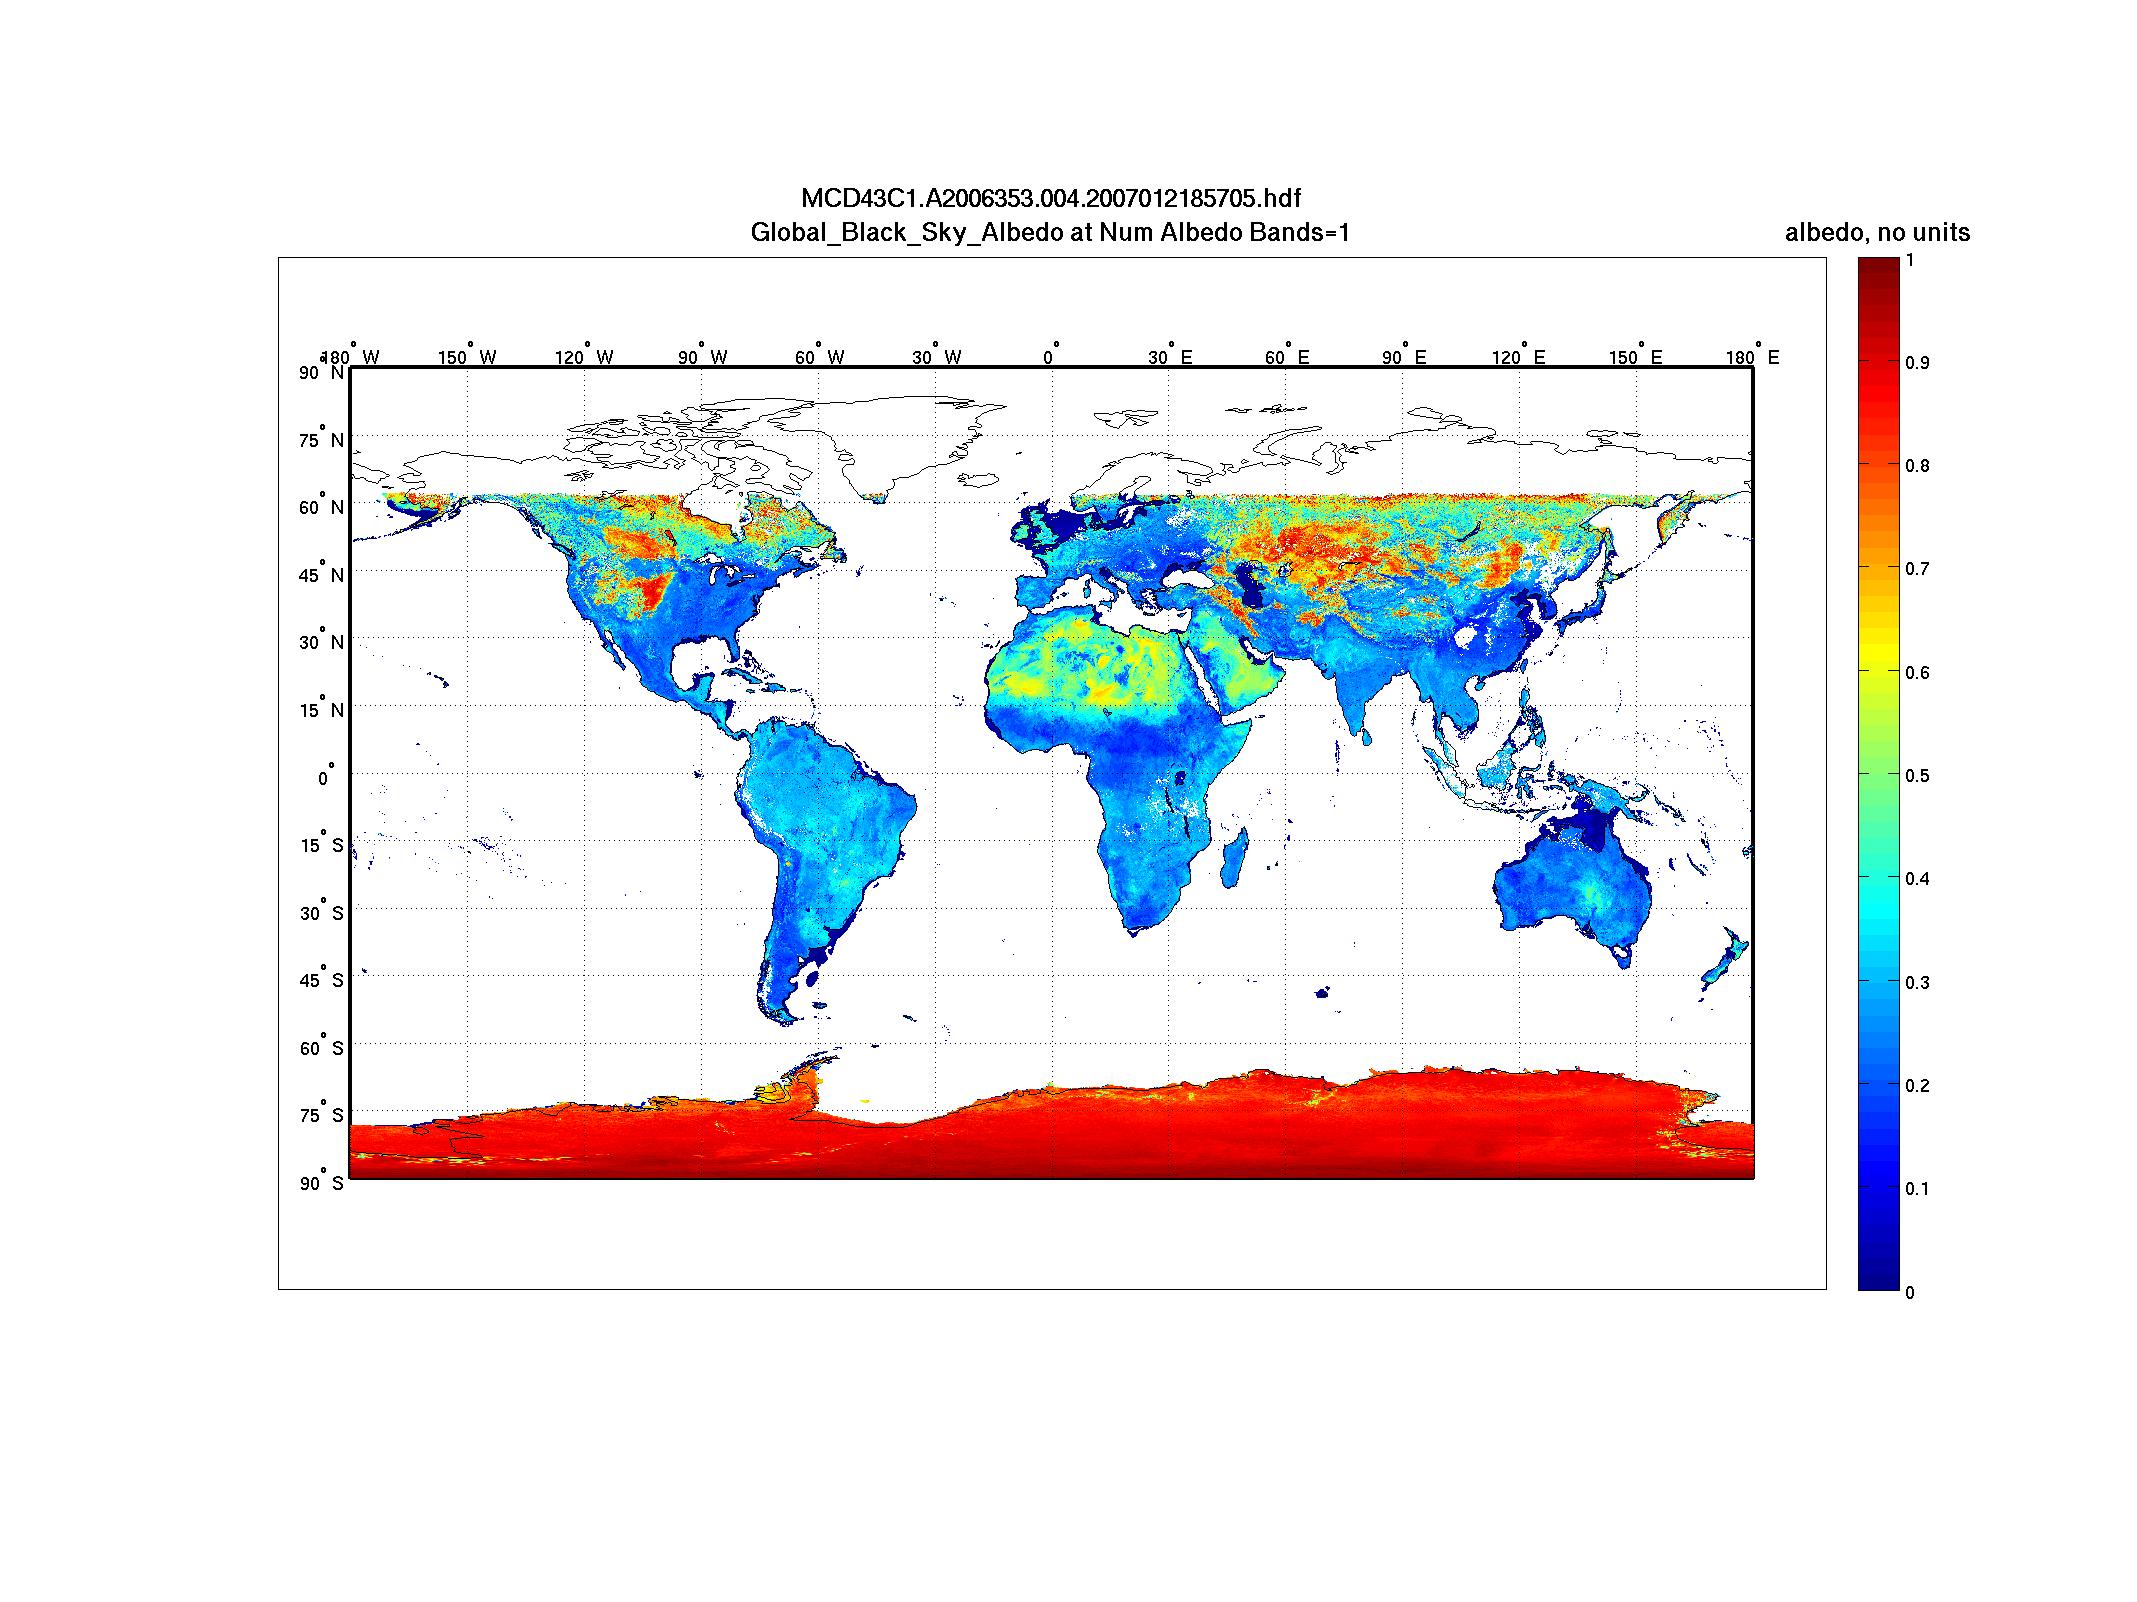 MCD43C1.A2006353.004.2007012185705.hdf
Global_Black_Sky_Albedo at Num Albedo Bands=1
albedo, no units
180° W 150° W 120° W 90° W 60° W 30° W 0° 30° E 60° E 90° E 120° E 150° E 180° E
90° N
75° N
60° N
45° N
30° N
15° N
0°
15° S
30° S
45° S
60° S
75° S
90° S
1
0.9
0.8
0.7
0.6
0.5
0.4
0.3
0.2
0.1
0